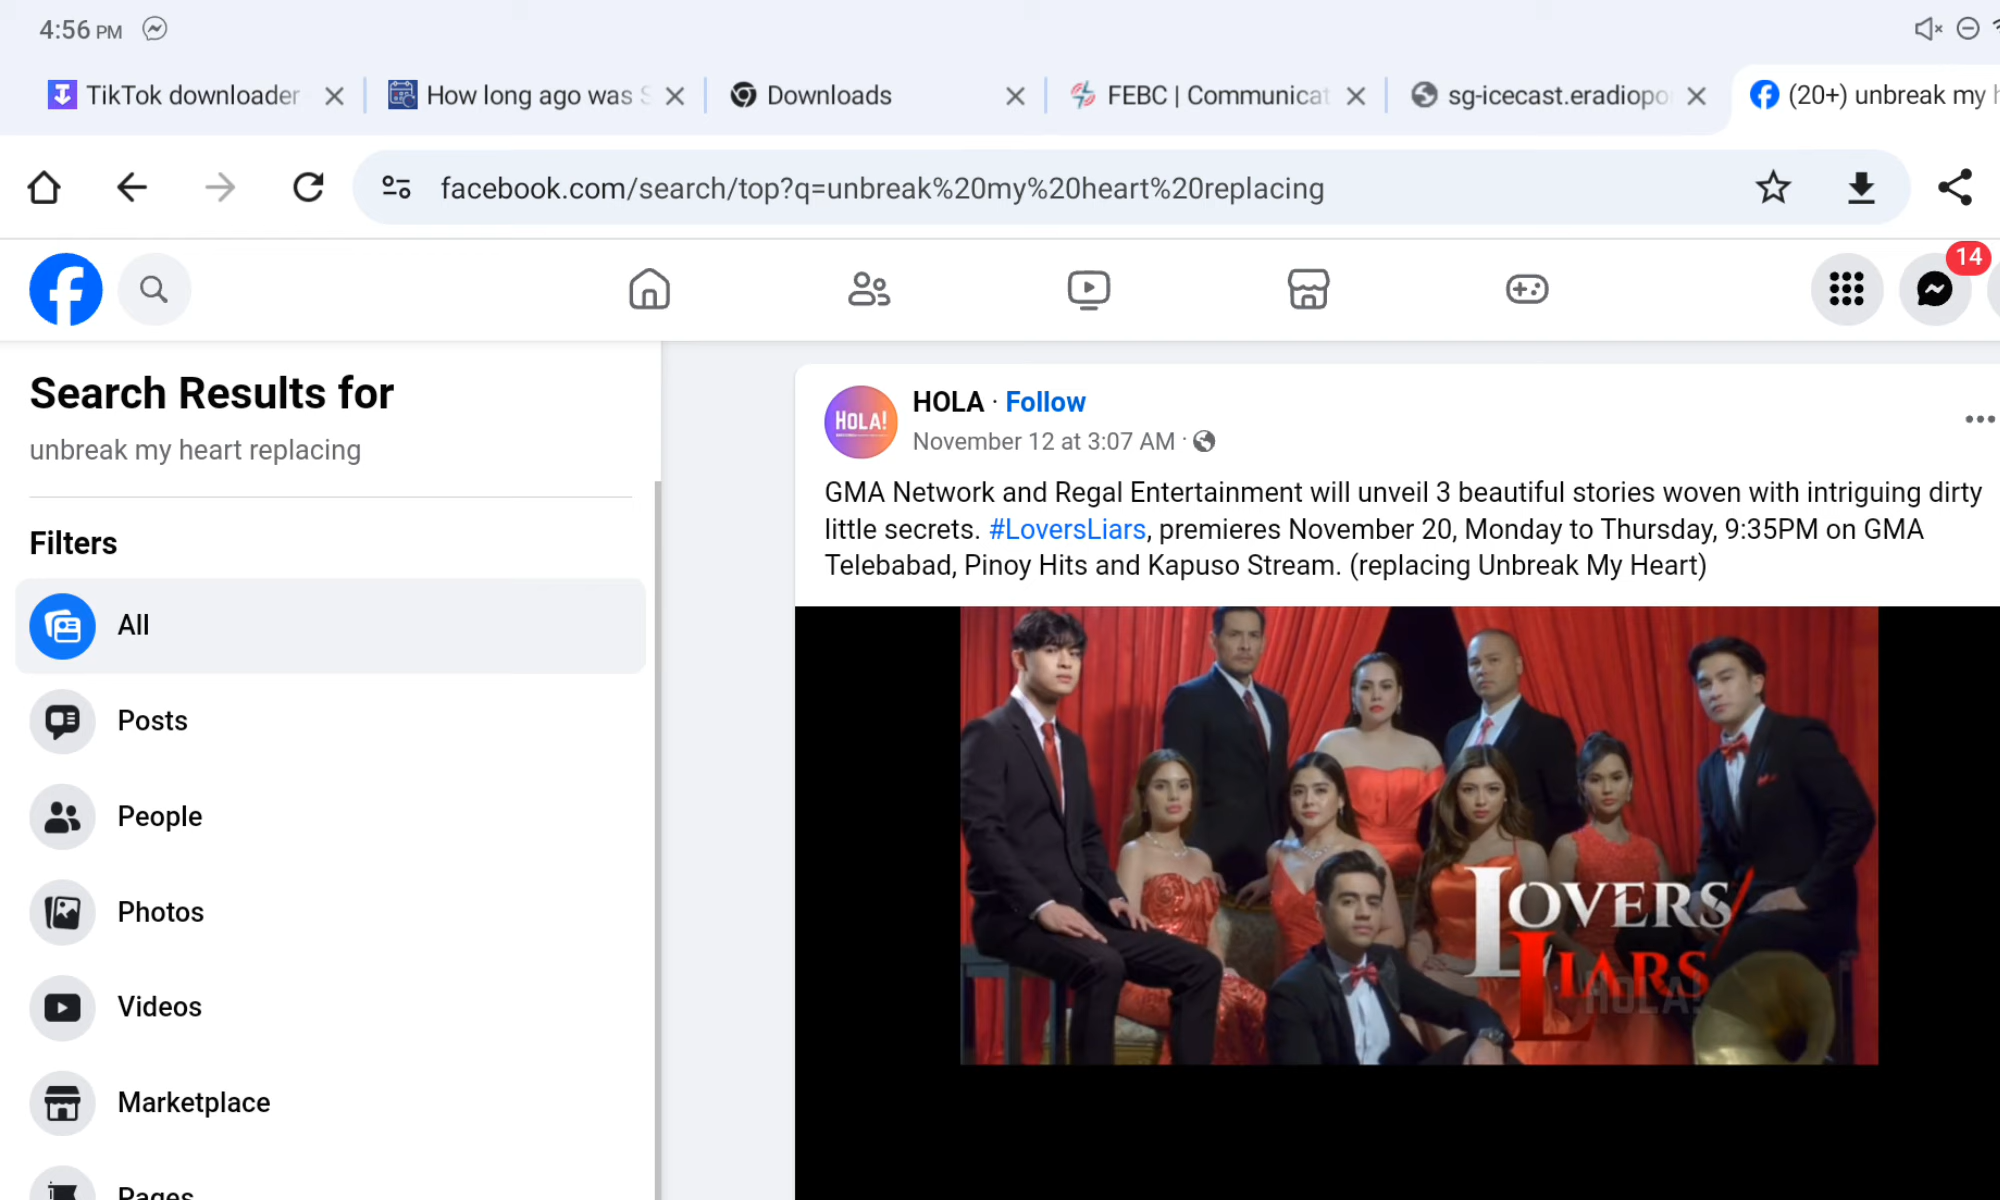 4:56 PM
TikTok downloader
How long ago was S
Downloads
FEBC | Communicat
sg-icecast.eradiopo
(20+) unbreak my h
facebook.com/search/top?q=unbreak%20my%20heart%20replacing
14
Search Results for
unbreak my heart replacing
Filters
All
Posts
People
Photos
Videos
Marketplace
Pages
HOLA!
HOLA · Follow
November 12 at 3:07 AM ·
GMA Network and Regal Entertainment will unveil 3 beautiful stories woven with intriguing dirty
little secrets. #LoversLiars, premieres November 20, Monday to Thursday, 9:35PM on GMA
Telebabad, Pinoy Hits and Kapuso Stream. (replacing Unbreak My Heart)
LOVERS/
LIARS
HOLA!